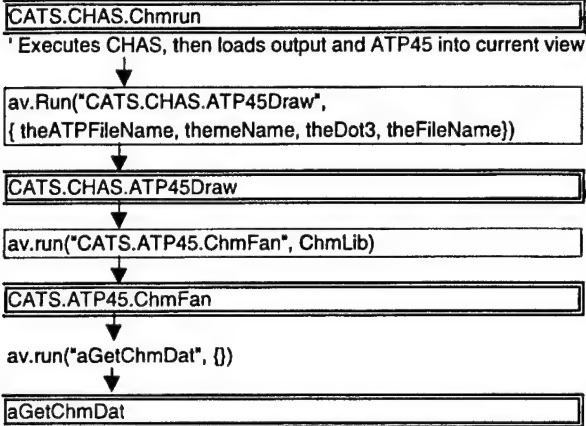 CATS.CHAS.Chmrun
' Executes CHAS, then loads output and ATP45 into current view
av.Run("CATS.CHAS.ATP45Draw",
{ theATPFileName, themeName, theDot3, theFileName})
CATS.CHAS.ATP45Draw
av.run("CATS.ATP45.ChmFan", ChmLib)
CATS.ATP45.ChmFan
av.run("aGetChmDat", {})
aGetChmDat